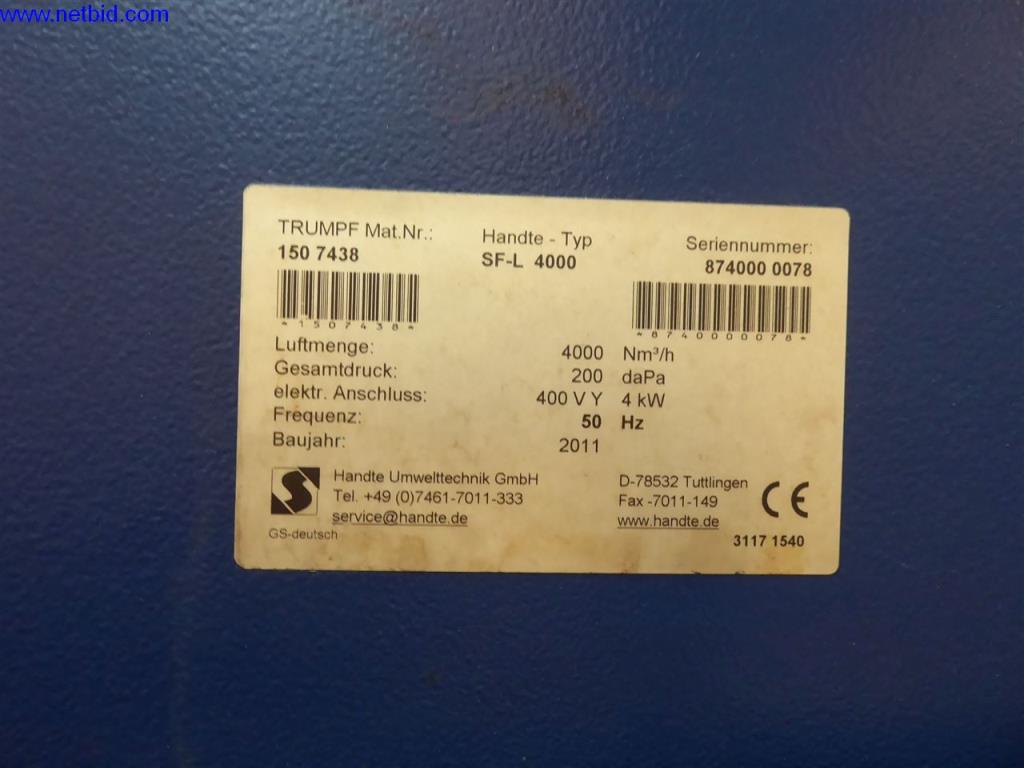 www.netbid.com
TRUMPF Mat.Nr.: Handte - Typ Seriennummer:
150 7438 SF-L 4000 874000 0078
*1507438* *8740000078*
Luftmenge: 4000 Nm³/h
Gesamtdruck: 200 daPa
elektr. Anschluss: 400 V Y 4 kW
Frequenz: 50 Hz
Baujahr: 2011
Handte Umwelttechnik GmbH D-78532 Tuttlingen
Tel. +49 (0)7461-7011-333 Fax -7011-149
service@handte.de www.handte.de
GS-deutsch 3117 1540
CE